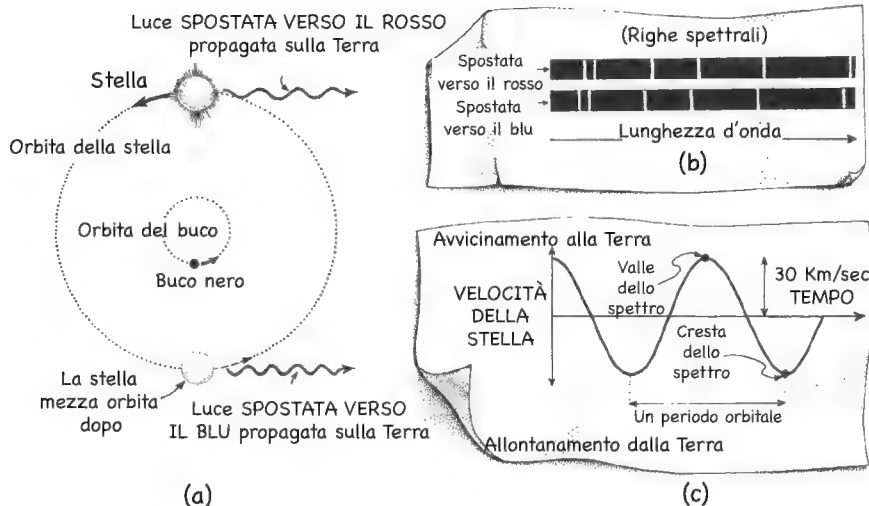 Luce SPOSTATA VERSO IL ROSSO
propagata sulla Terra
Stella
Orbita della stella
Orbita del buco
Buco nero
La stella
mezza orbita
dopo
Luce SPOSTATA VERSO
IL BLU propagata sulla Terra
(a)
(Righe spettrali)
Spostata
verso il rosso
Spostata
verso il blu
Lunghezza d'onda
(b)
Avvicinamento alla Terra
Valle
dello
spettro
30 Km/sec
TEMPO
VELOCITÀ
DELLA
STELLA
Cresta
dello
spettro
Un periodo orbitale
Allontanamento dalla Terra
(c)